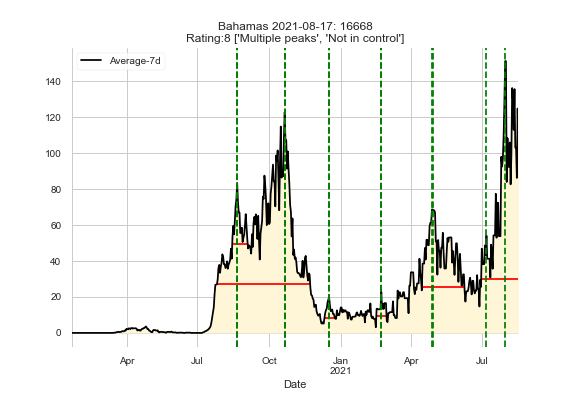 Bahamas 2021-08-17: 16668
Rating:8 ['Multiple peaks', 'Not in control']
Average-7d
140
120
100
80
60
40
20
0
Apr Jul Oct Jan Apr Jul
2021
Date